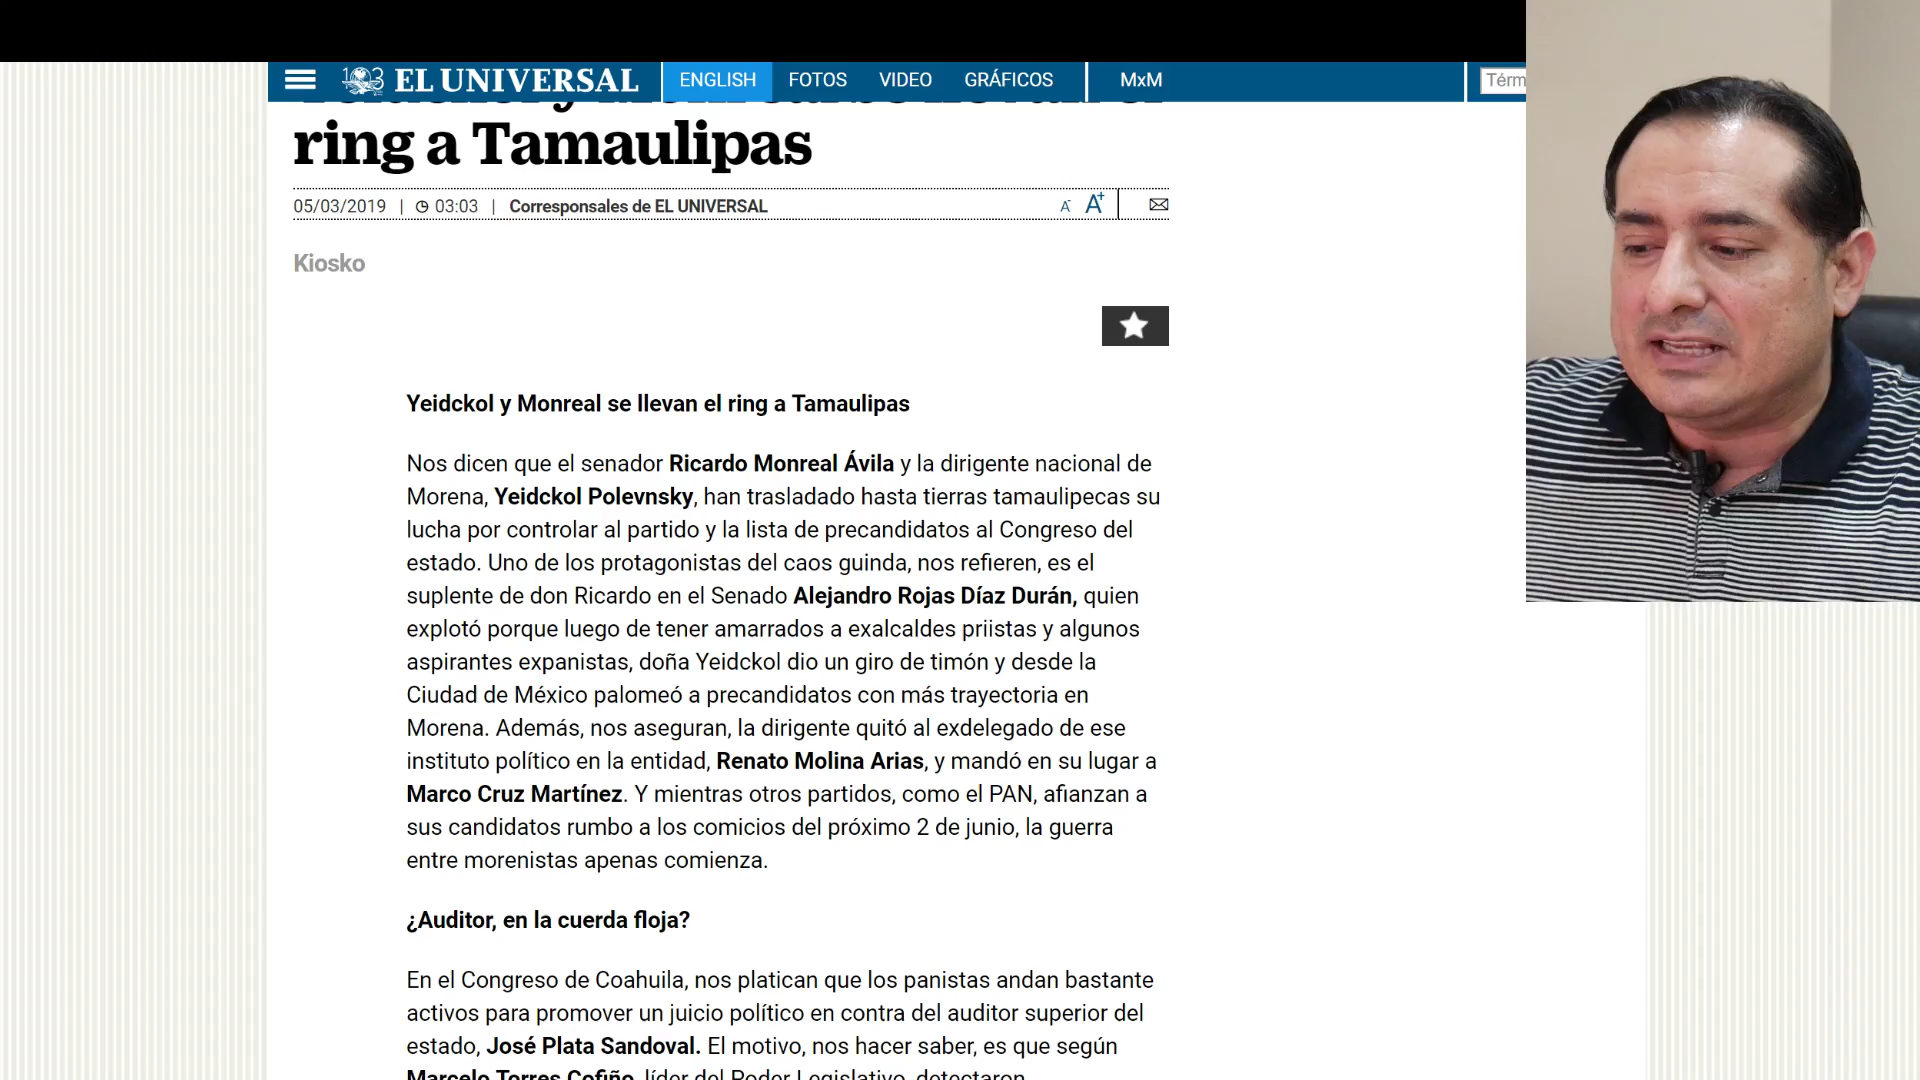 103 EL UNIVERSAL ENGLISH FOTOS VIDEO GRÁFICOS MxM Térm
ring a Tamaulipas
05/03/2019 | 03:03 | Corresponsales de EL UNIVERSAL A- A+
Kiosko
Yeidckol y Monreal se llevan el ring a Tamaulipas
Nos dicen que el senador Ricardo Monreal Ávila y la dirigente nacional de
Morena, Yeidckol Polevnsky, han trasladado hasta tierras tamaulipecas su
lucha por controlar al partido y la lista de precandidatos al Congreso del
estado. Uno de los protagonistas del caos guinda, nos refieren, es el
suplente de don Ricardo en el Senado Alejandro Rojas Díaz Durán, quien
explotó porque luego de tener amarrados a exalcaldes priistas y algunos
aspirantes expanistas, doña Yeidckol dio un giro de timón y desde la
Ciudad de México palomeó a precandidatos con más trayectoria en
Morena. Además, nos aseguran, la dirigente quitó al exdelegado de ese
instituto político en la entidad, Renato Molina Arias, y mandó en su lugar a
Marco Cruz Martínez. Y mientras otros partidos, como el PAN, afianzan a
sus candidatos rumbo a los comicios del próximo 2 de junio, la guerra
entre morenistas apenas comienza.
¿Auditor, en la cuerda floja?
En el Congreso de Coahuila, nos platican que los panistas andan bastante
activos para promover un juicio político en contra del auditor superior del
estado, José Plata Sandoval. El motivo, nos hacer saber, es que según
Marcelo Torres Cofiño, líder del Poder Legislativo, detectaron